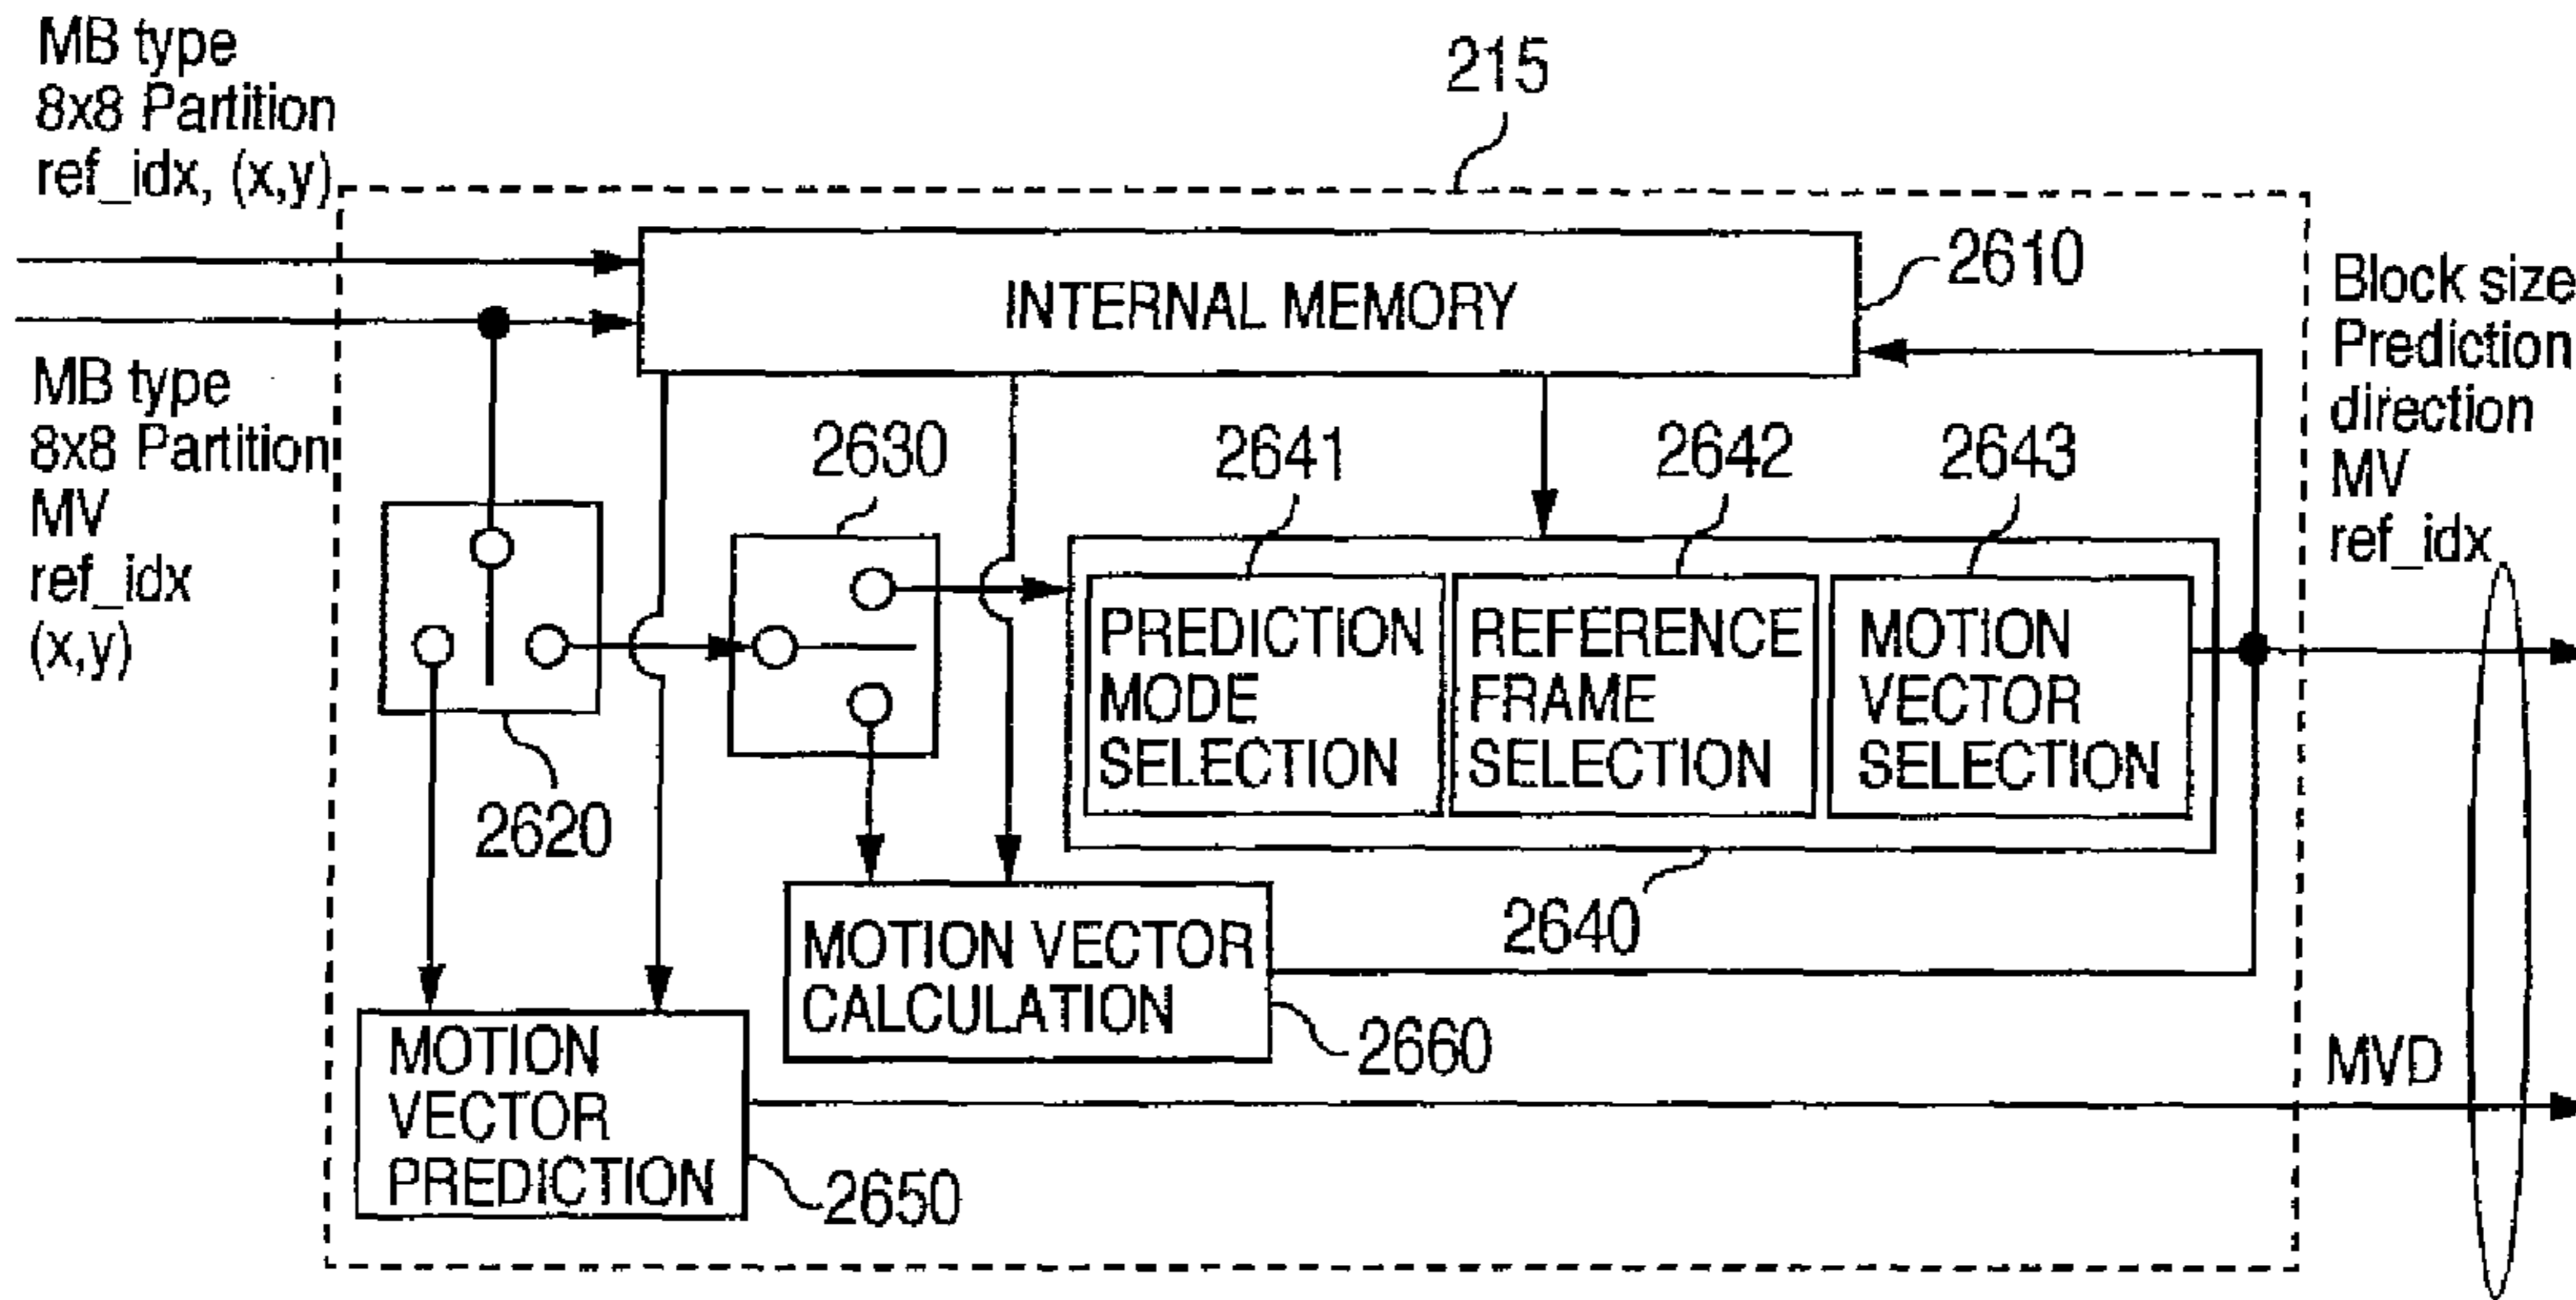 MB type
8x8 Partition
ref_idx, (x,y)
215
INTERNAL MEMORY
2610
Block size
Prediction
direction
MV
ref_idx
MB type
8x8 Partition
MV
ref_idx
(x,y)
2630
2641
2642
2643
PREDICTION
MODE
SELECTION
REFERENCE
FRAME
SELECTION
MOTION
VECTOR
SELECTION
2620
2640
MOTION VECTOR
CALCULATION
2660
MOTION
VECTOR
PREDICTION
2650
MVD